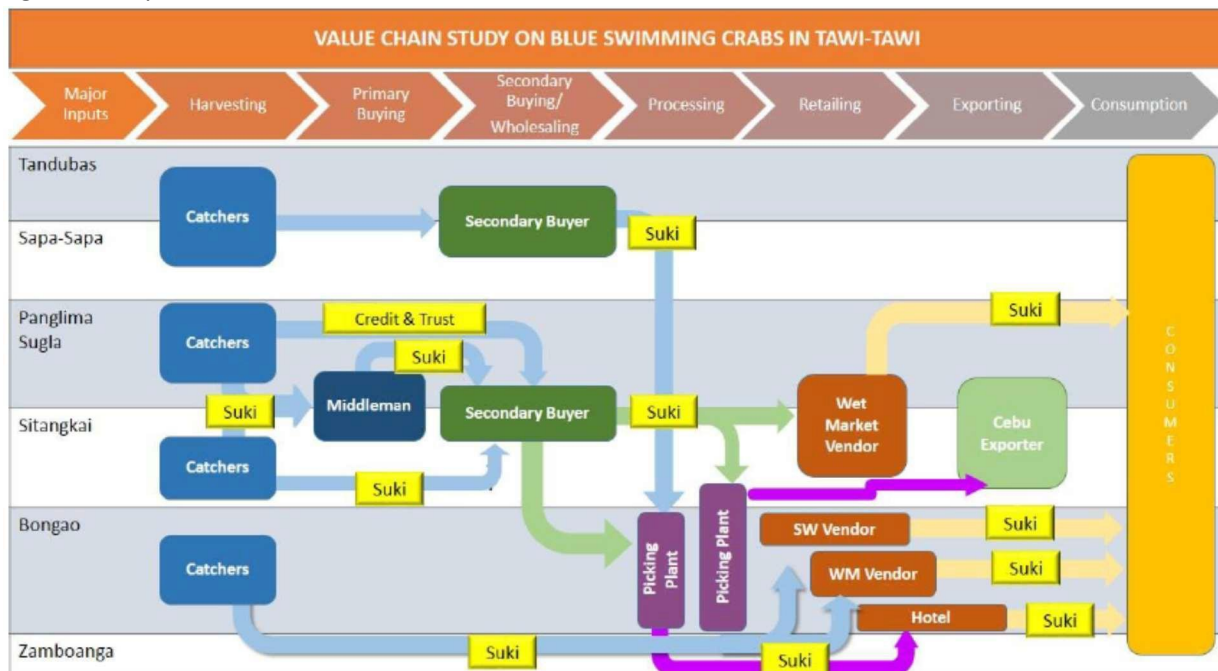 VALUE CHAIN STUDY ON BLUE SWIMMING CRABS IN TAWI-TAWI
Major
Inputs
Harvesting
Primary
Buying
Secondary
Buying/
Wholesaling
Processing
Retailing
Exporting
Consumption
Tandubas
Catchers
Secondary Buyer
Suki
Sapa-Sapa
Panglima
Sugla
Catchers
Credit & Trust
Suki
Suki
Middleman
Secondary Buyer
Suki
Wet
Market
Vendor
Suki
Cebu
Exporter
CONSUMERS
Sitangkai
Catchers
Suki
Bongao
Catchers
Picking
Plant
Picking Plant
SW Vendor
Suki
WM Vendor
Suki
Hotel
Suki
Zamboanga
Suki
Suki